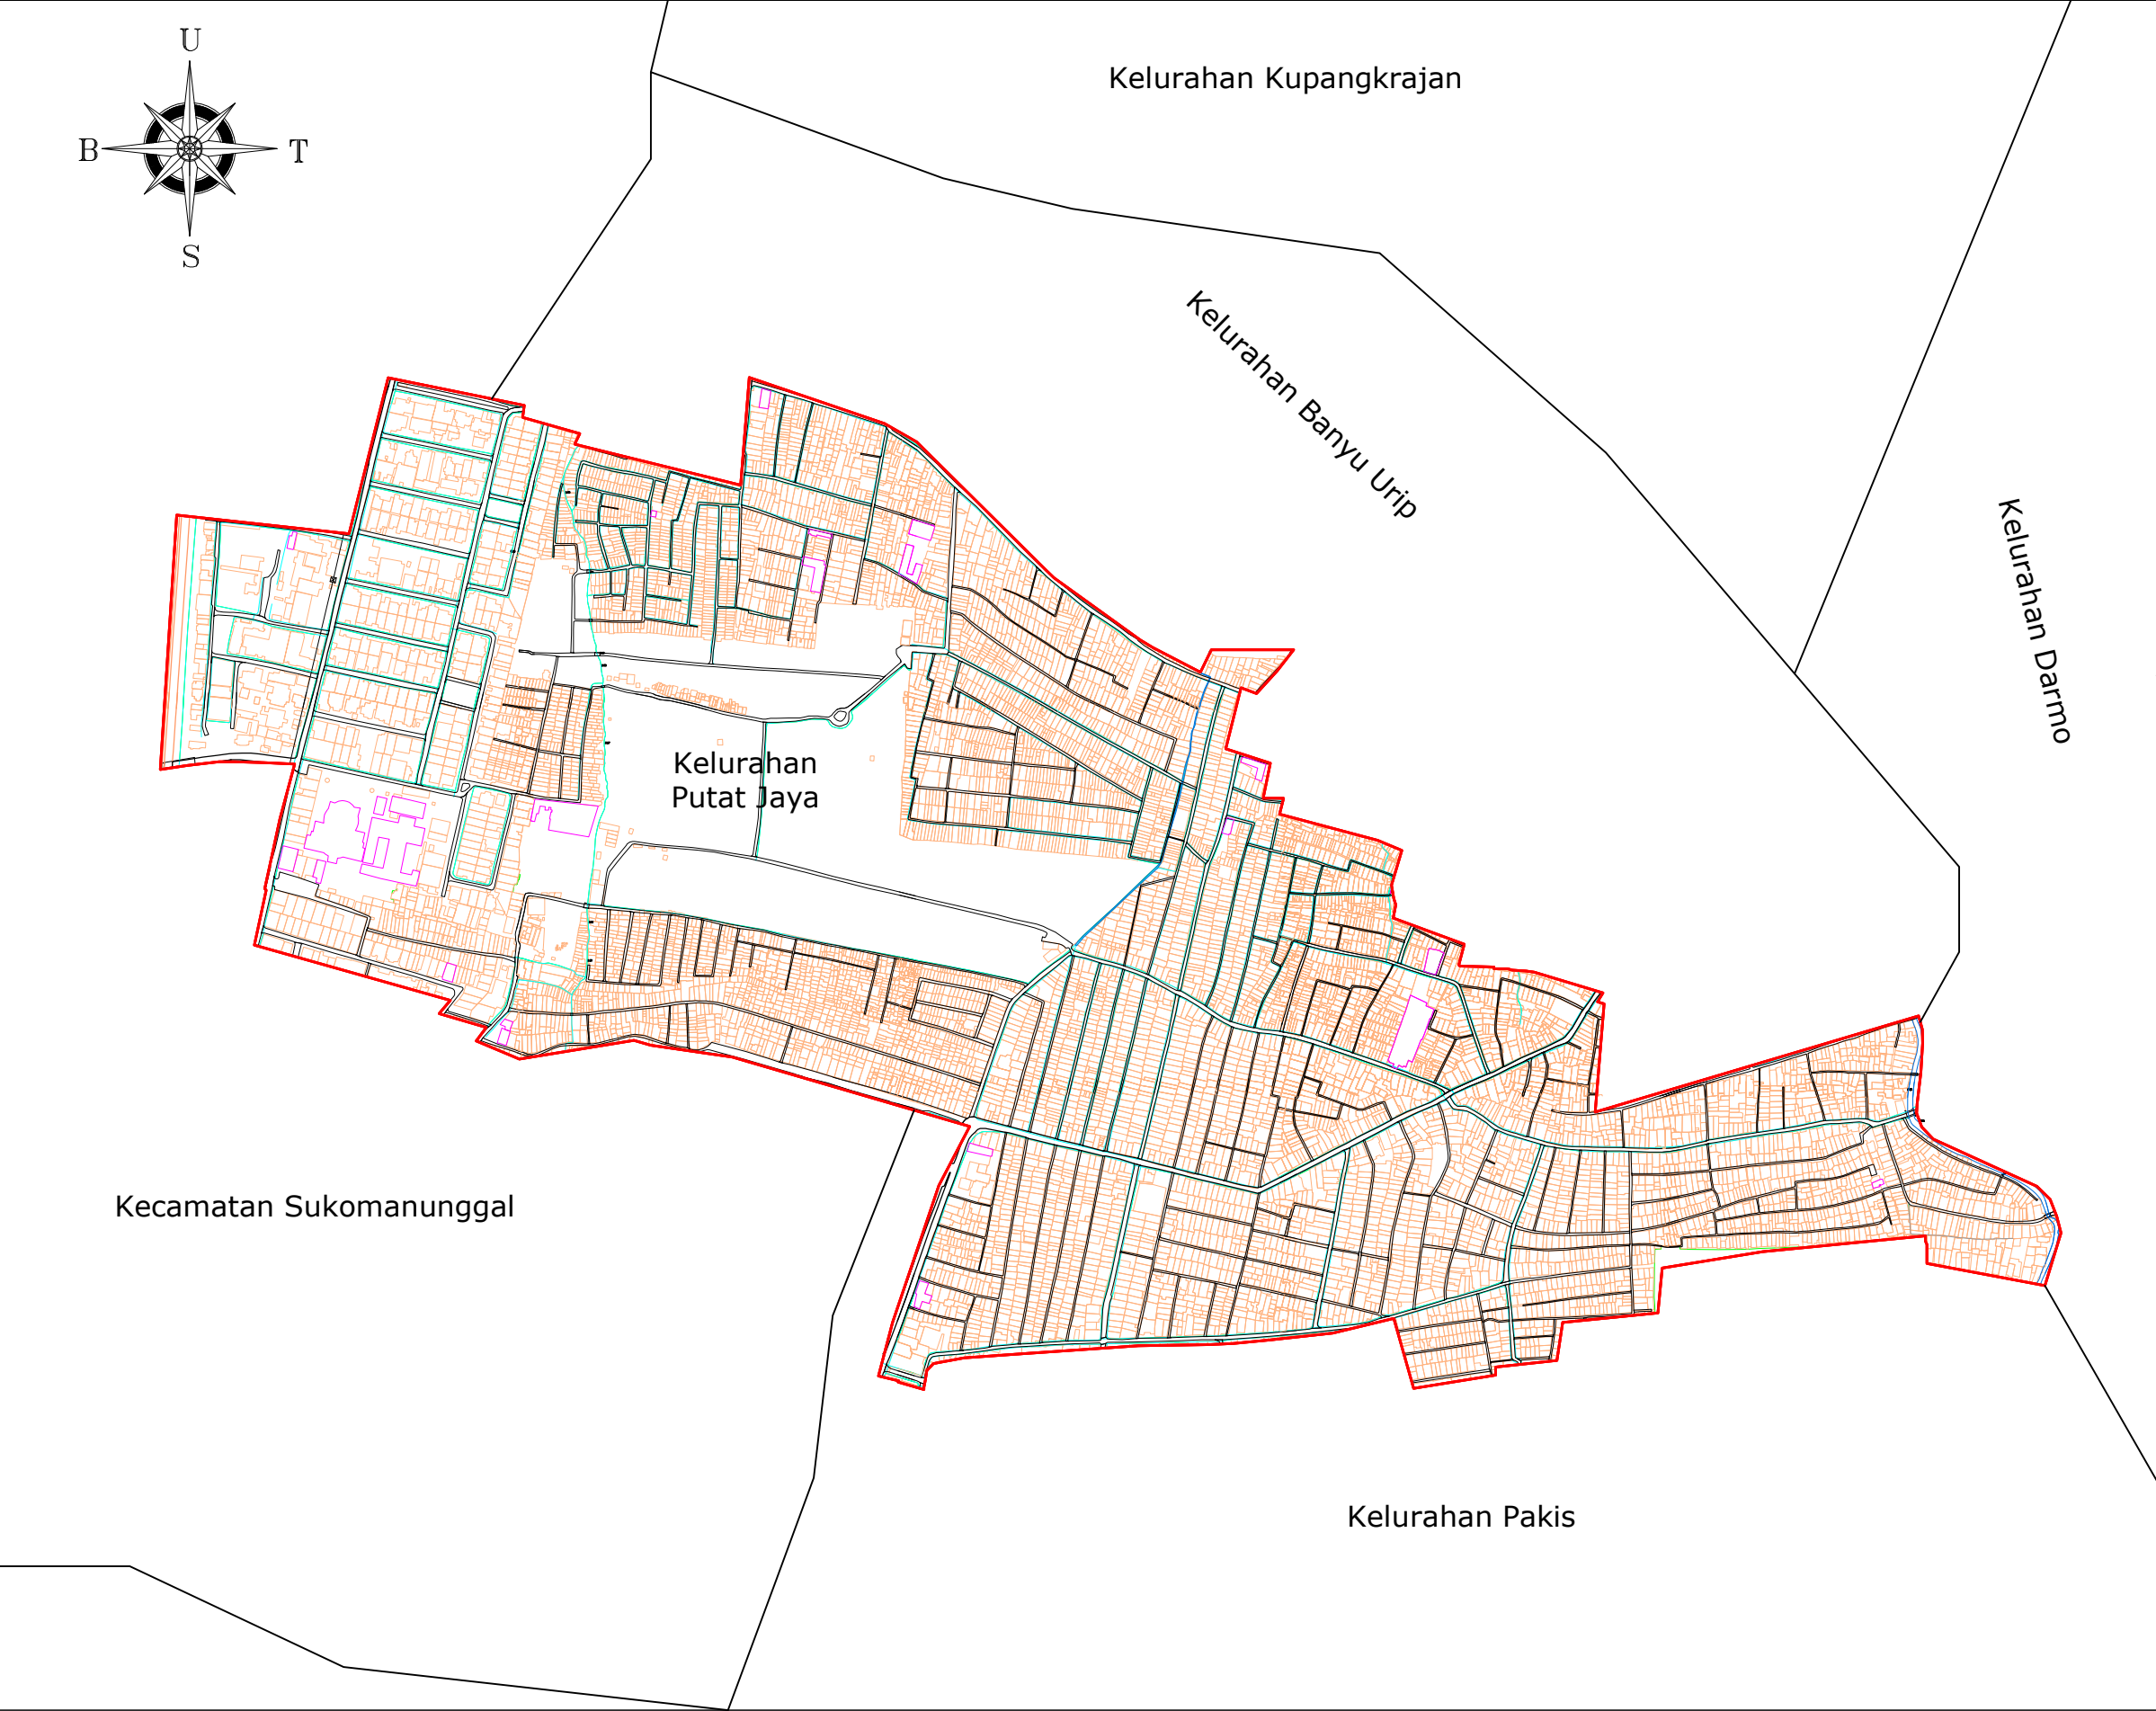 U
B
T
S
Kelurahan Kupangkrajan
Kelurahan Banyu Urip
Kelurahan Darmo
Kelurahan
Putat Jaya
Kecamatan Sukomanunggal
Kelurahan Pakis